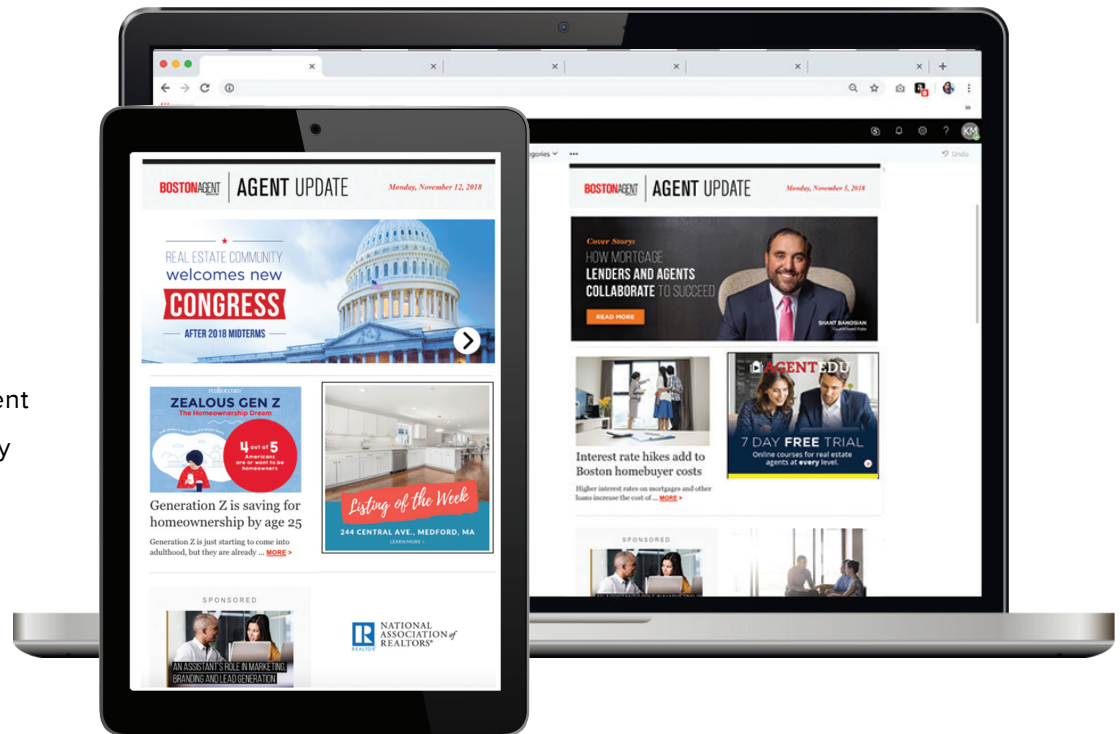 ent
y
BOSTONAGENT
AGENT UPDATE
Monday, November 12, 2018
REAL ESTATE COMMUNITY
welcomes new
CONGRESS
AFTER 2018 MIDTERMS
realtor.com
ZEALOUS GEN Z
The Homeownership Dream
4 out of 5
Americans
are or want to be
homeowners
Generation Z is saving for
homeownership by age 25
Generation Z is just starting to come into
adulthood, but they are already ... MORE >
Listing of the Week
244 CENTRAL AVE., MEDFORD, MA
LEARN MORE >
SPONSORED
AN ASSISTANT'S ROLE IN MARKETING,
BRANDING AND LEAD GENERATION
R
REALTOR®
NATIONAL
ASSOCIATION of
REALTORS®
egories
Undo
KM
BOSTONAGENT
AGENT UPDATE
Monday, November 5, 2018
Cover Story:
HOW MORTGAGE
LENDERS AND AGENTS
COLLABORATE TO SUCCEED
READ MORE
SHANT BANOSIAN
Guaranteed Rate
Interest rate hikes add to
Boston homebuyer costs
Higher interest rates on mortgages and other
loans increase the cost of ... MORE >
AGENTEDU
7 DAY FREE TRIAL
Online courses for real estate
agents at every level.
SPONSORED